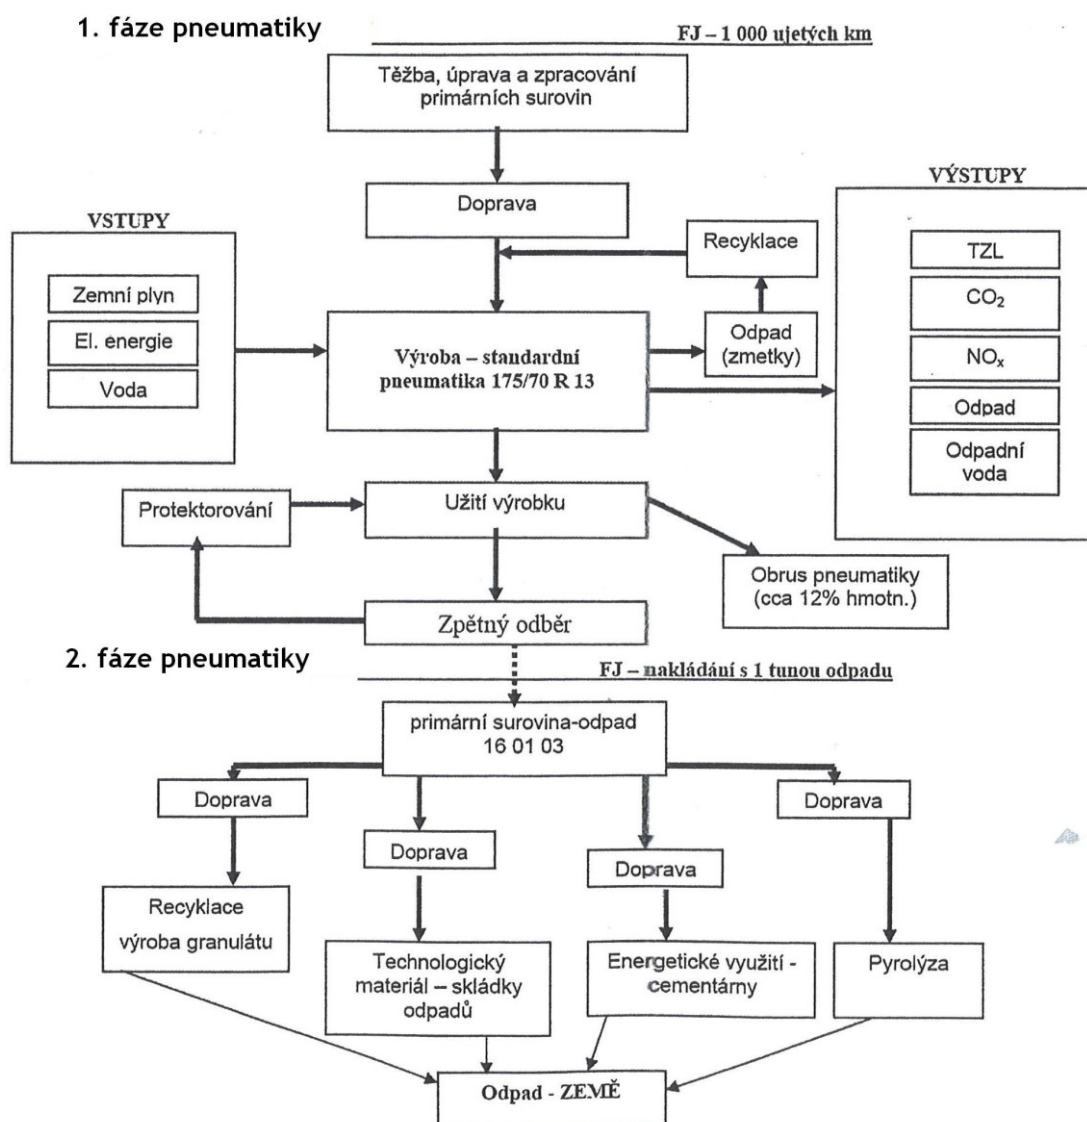 1. fáze pneumatiky
FJ – 1 000 ujetých km
Těžba, úprava a zpracování
primárních surovin
Doprava
VSTUPY
Zemní plyn
El. energie
Voda
Recyklace
Odpad
(zmetky)
Výroba – standardní
pneumatika 175/70 R 13
VÝSTUPY
TZL
CO₂
NOₓ
Odpad
Odpadní
voda
Protektorování
Užití výrobku
Obrus pneumatiky
(cca 12% hmotn.)
Zpětný odběr
2. fáze pneumatiky
FJ – nakládání s 1 tunou odpadu
primární surovina-odpad
16 01 03
Doprava
Doprava
Doprava
Doprava
Recyklace
výroba granulátu
Technologický
materiál – skládky
odpadů
Energetické využití -
cementárny
Pyrolýza
Odpad - ZEMĚ